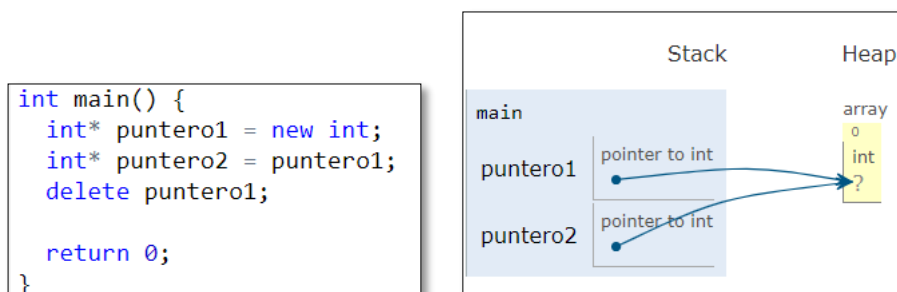 int main() {
int* puntero1 = new int;
int* puntero2 = puntero1;
delete puntero1;
return 0;
}
Stack Heap
main
array
0
puntero1 pointer to int
int
?
puntero2 pointer to int